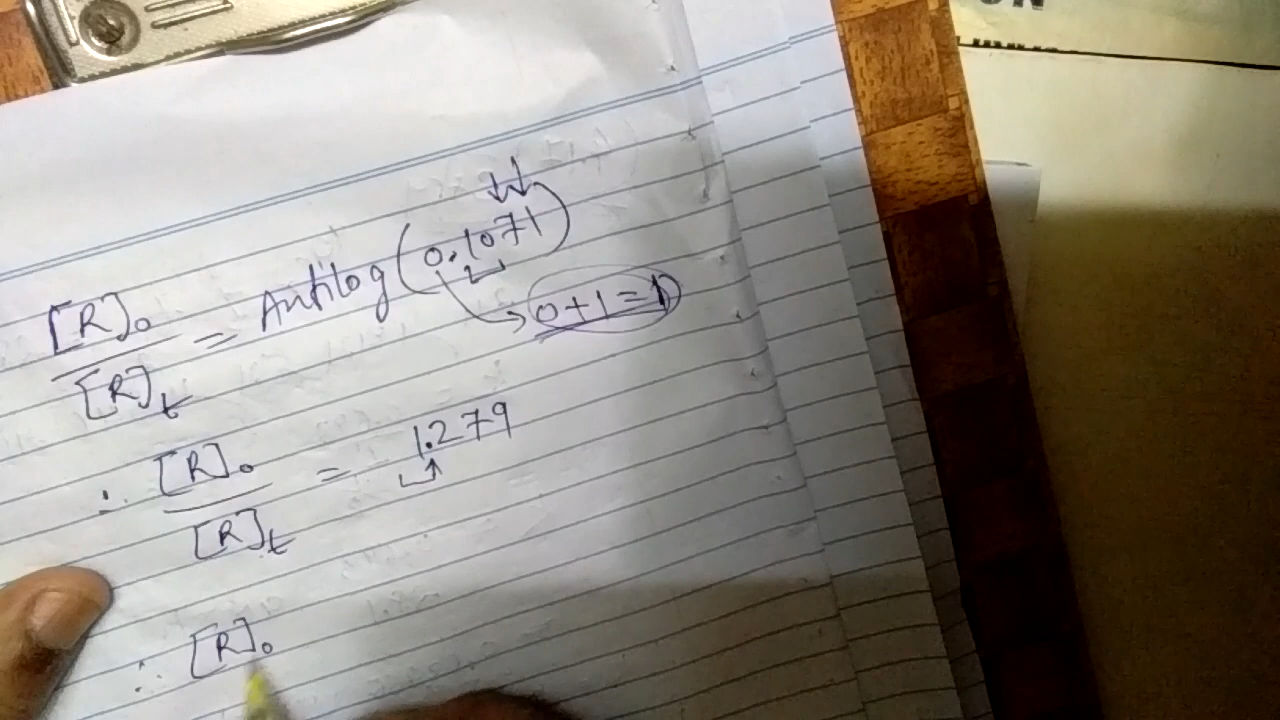 [R]₀ / [R]t = Antilog (0.1071)
0+1=1
∴ [R]₀ / [R]t = 1.279
∴ [R]₀